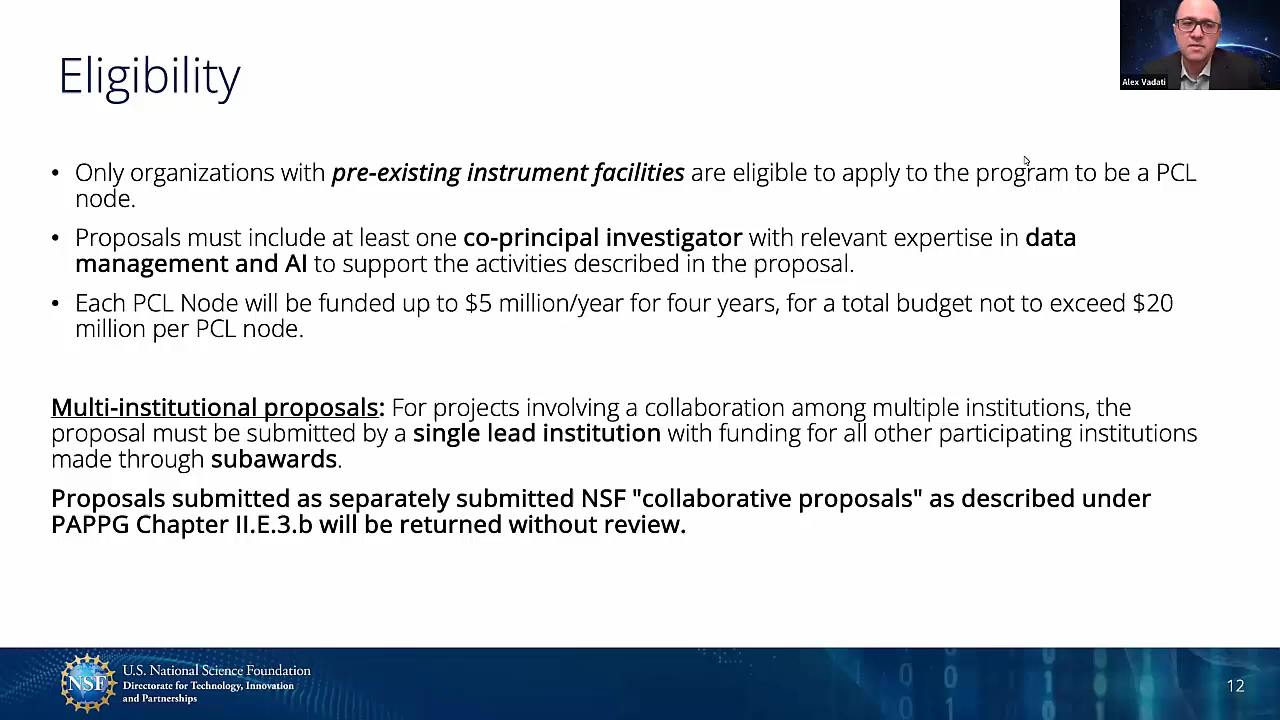 Alex Vadati
Eligibility
• Only organizations with pre-existing instrument facilities are eligible to apply to the program to be a PCL
node.
• Proposals must include at least one co-principal investigator with relevant expertise in data
management and AI to support the activities described in the proposal.
• Each PCL Node will be funded up to $5 million/year for four years, for a total budget not to exceed $20
million per PCL node.
Multi-institutional proposals: For projects involving a collaboration among multiple institutions, the
proposal must be submitted by a single lead institution with funding for all other participating institutions
made through subawards.
Proposals submitted as separately submitted NSF "collaborative proposals" as described under
PAPPG Chapter II.E.3.b will be returned without review.
NSF
U.S. National Science Foundation
Directorate for Technology, Innovation
and Partnerships
12